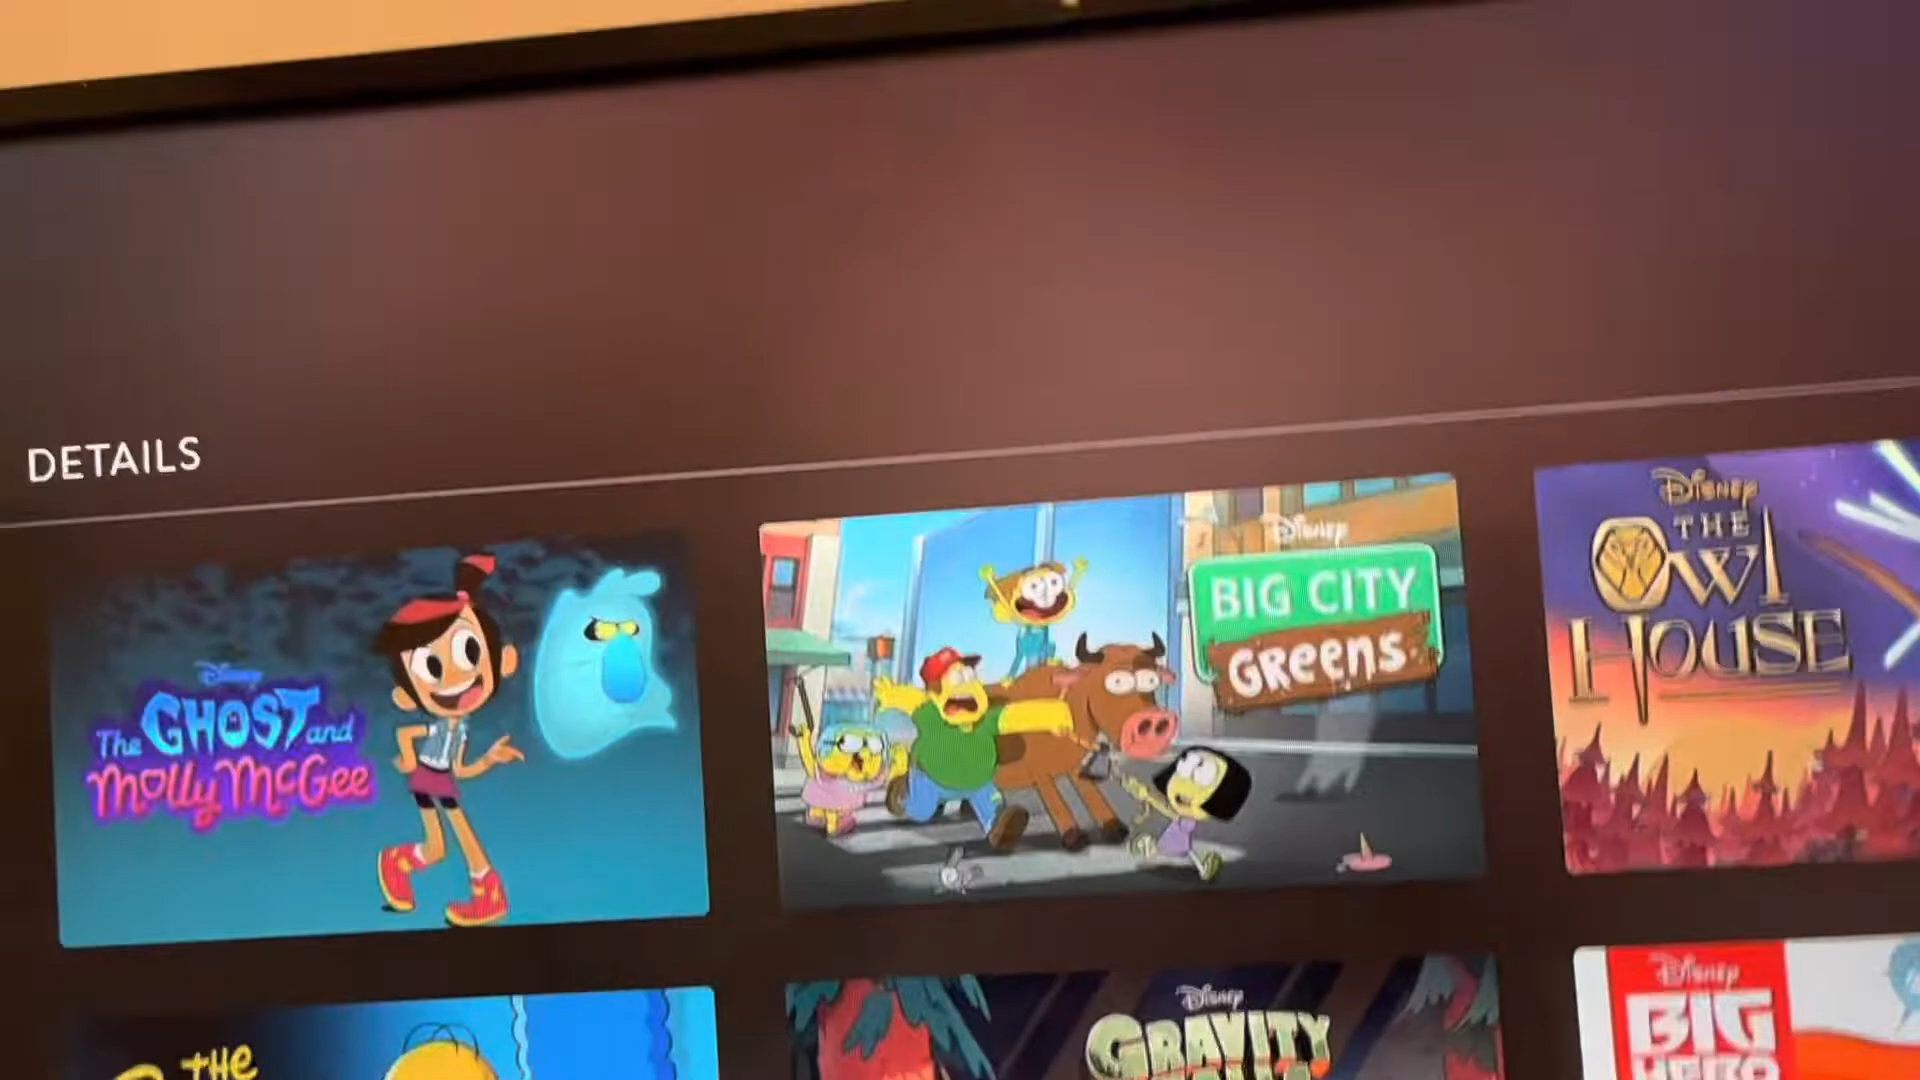 DETAILS
Disney
The GHOST and
Molly McGee
Disney
BIG CITY
GREENS
Disney
THE
OWL
HOUSE
THE
Disney
GRAVITY
Disney
BIG
HERO